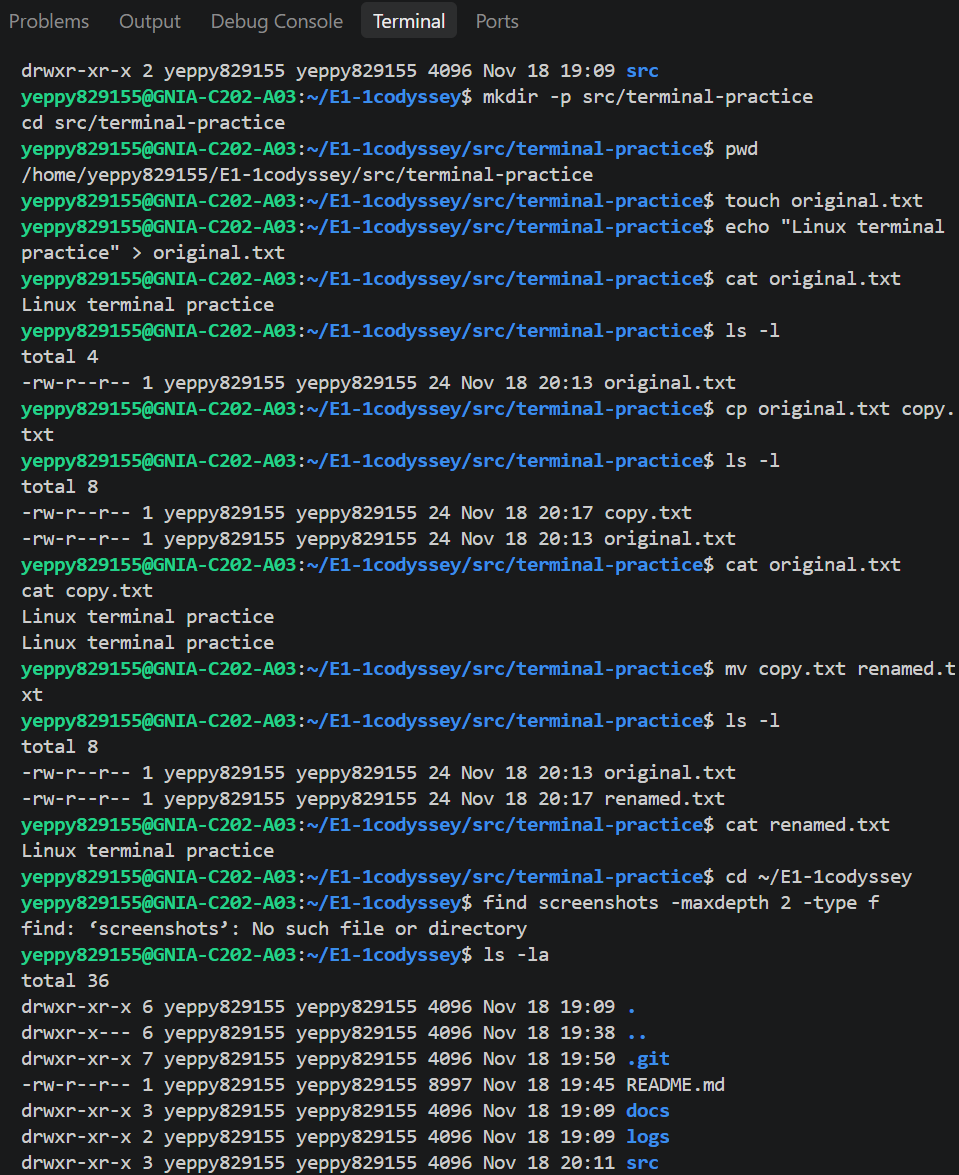 Problems Output Debug Console Terminal Ports
drwxr-xr-x 2 yeppy829155 yeppy829155 4096 Nov 18 19:09 src
yeppy829155@GNIA-C202-A03:~/E1-1codyssey$ mkdir -p src/terminal-practice
cd src/terminal-practice
yeppy829155@GNIA-C202-A03:~/E1-1codyssey/src/terminal-practice$ pwd
/home/yeppy829155/E1-1codyssey/src/terminal-practice
yeppy829155@GNIA-C202-A03:~/E1-1codyssey/src/terminal-practice$ touch original.txt
yeppy829155@GNIA-C202-A03:~/E1-1codyssey/src/terminal-practice$ echo "Linux terminal
practice" > original.txt
yeppy829155@GNIA-C202-A03:~/E1-1codyssey/src/terminal-practice$ cat original.txt
Linux terminal practice
yeppy829155@GNIA-C202-A03:~/E1-1codyssey/src/terminal-practice$ ls -l
total 4
-rw-r--r-- 1 yeppy829155 yeppy829155 24 Nov 18 20:13 original.txt
yeppy829155@GNIA-C202-A03:~/E1-1codyssey/src/terminal-practice$ cp original.txt copy.
txt
yeppy829155@GNIA-C202-A03:~/E1-1codyssey/src/terminal-practice$ ls -l
total 8
-rw-r--r-- 1 yeppy829155 yeppy829155 24 Nov 18 20:17 copy.txt
-rw-r--r-- 1 yeppy829155 yeppy829155 24 Nov 18 20:13 original.txt
yeppy829155@GNIA-C202-A03:~/E1-1codyssey/src/terminal-practice$ cat original.txt
cat copy.txt
Linux terminal practice
Linux terminal practice
yeppy829155@GNIA-C202-A03:~/E1-1codyssey/src/terminal-practice$ mv copy.txt renamed.t
xt
yeppy829155@GNIA-C202-A03:~/E1-1codyssey/src/terminal-practice$ ls -l
total 8
-rw-r--r-- 1 yeppy829155 yeppy829155 24 Nov 18 20:13 original.txt
-rw-r--r-- 1 yeppy829155 yeppy829155 24 Nov 18 20:17 renamed.txt
yeppy829155@GNIA-C202-A03:~/E1-1codyssey/src/terminal-practice$ cat renamed.txt
Linux terminal practice
yeppy829155@GNIA-C202-A03:~/E1-1codyssey/src/terminal-practice$ cd ~/E1-1codyssey
yeppy829155@GNIA-C202-A03:~/E1-1codyssey$ find screenshots -maxdepth 2 -type f
find: ‘screenshots’: No such file or directory
yeppy829155@GNIA-C202-A03:~/E1-1codyssey$ ls -la
total 36
drwxr-xr-x 6 yeppy829155 yeppy829155 4096 Nov 18 19:09 .
drwxr-x--- 6 yeppy829155 yeppy829155 4096 Nov 18 19:38 ..
drwxr-xr-x 7 yeppy829155 yeppy829155 4096 Nov 18 19:50 .git
-rw-r--r-- 1 yeppy829155 yeppy829155 8997 Nov 18 19:45 README.md
drwxr-xr-x 3 yeppy829155 yeppy829155 4096 Nov 18 19:09 docs
drwxr-xr-x 2 yeppy829155 yeppy829155 4096 Nov 18 19:09 logs
drwxr-xr-x 3 yeppy829155 yeppy829155 4096 Nov 18 20:11 src